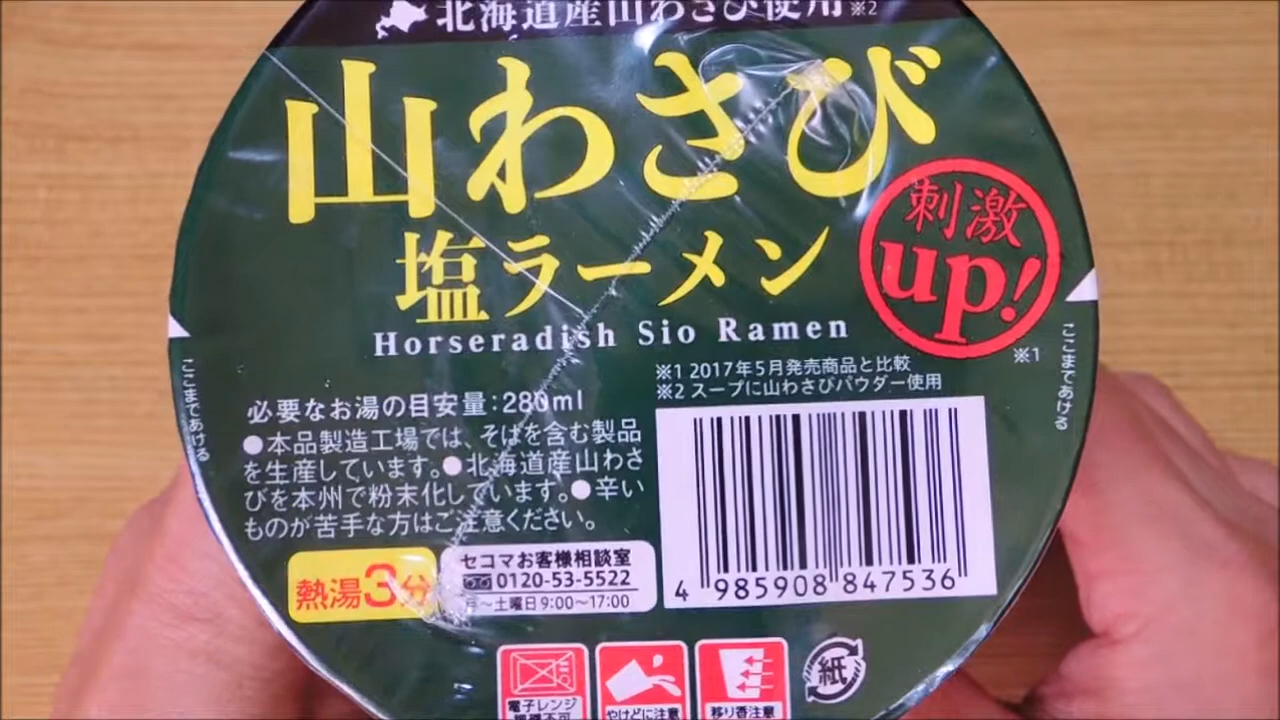 北海道産山わさび使用※2
山わさび
塩ラーメン
Horseradish Sio Ramen
刺激
up!
※1
※1 2017年5月発売商品と比較
※2 スープに山わさびパウダー使用
ここまであける
ここまであける
必要なお湯の目安量:280ml
●本品製造工場では、そばを含む製品
を生産しています。●北海道産山わさ
びを本州で粉末化しています。●辛い
ものが苦手な方はご注意ください。
熱湯3分
セコマお客様相談室
0120-53-5522
月〜土曜日9:00〜17:00
4 985908 847536
電子レンジ
調理不可
やけどに注意
移り香注意
紙